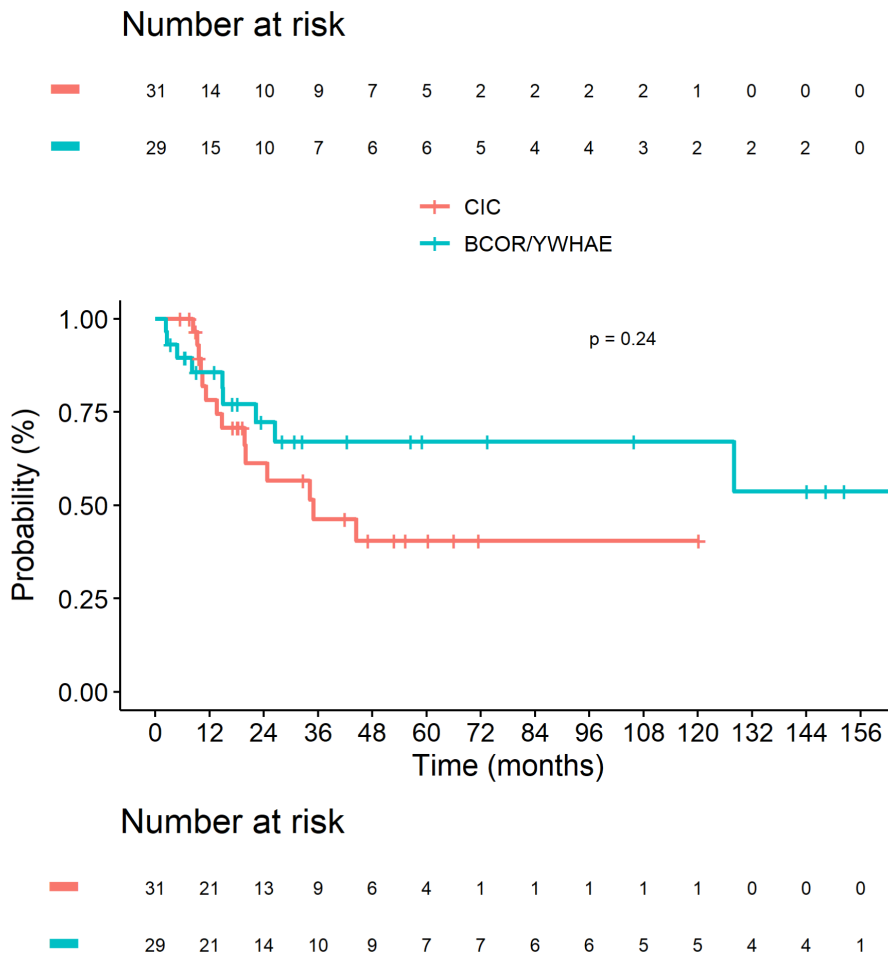 Number at risk
31 14 10 9 7 5 2 2 2 2 1 0 0 0
29 15 10 7 6 6 5 4 4 3 2 2 2 0
CIC
BCOR/YWHAE
1.00
p = 0.24
0.75
0.50
0.25
0.00
Probability (%)
0 12 24 36 48 60 72 84 96 108 120 132 144 156
Time (months)
Number at risk
31 21 13 9 6 4 1 1 1 1 1 0 0 0
29 21 14 10 9 7 7 6 6 5 5 4 4 1